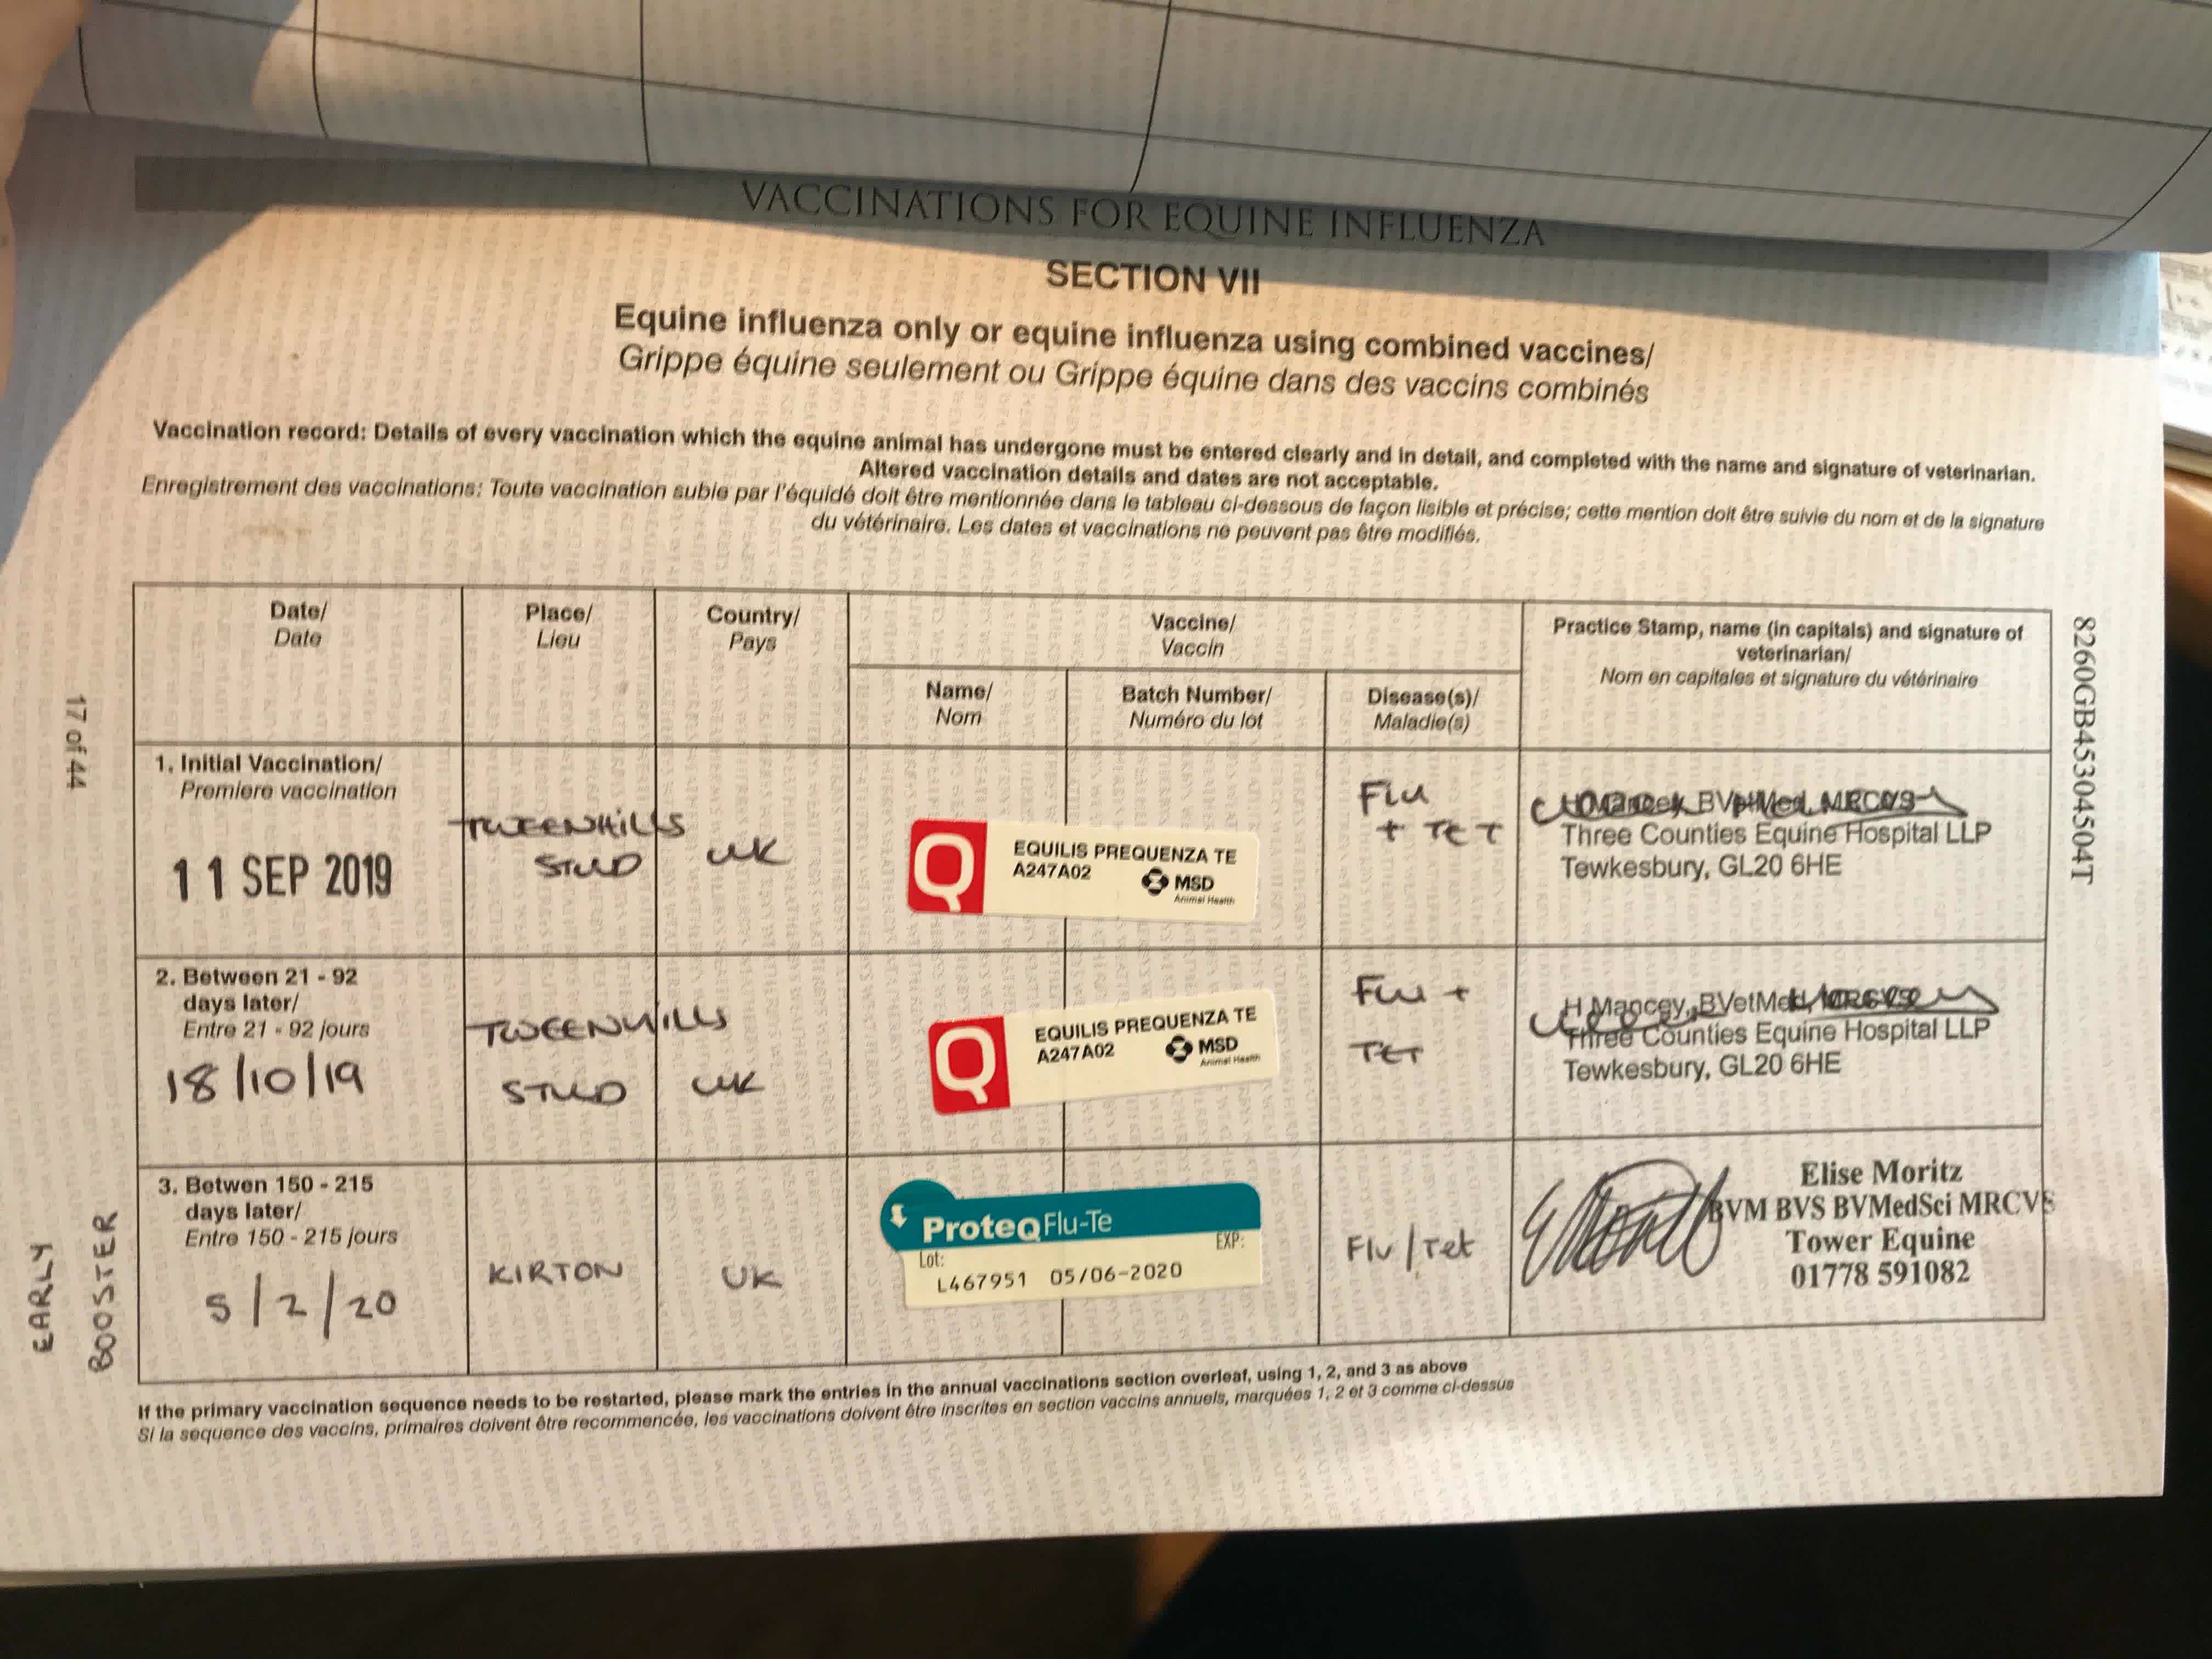 VACCINATIONS FOR EQUINE INFLUENZA
SECTION VII
Equine influenza only or equine influenza using combined vaccines/
Grippe équine seulement ou Grippe équine dans des vaccins combinés
Vaccination record: Details of every vaccination which the equine animal has undergone must be entered clearly and in detail, and completed with the name and signature of veterinarian.
Altered vaccination details and dates are not acceptable.
Enregistrement des vaccinations: Toute vaccination subie par l'équidé doit être mentionnée dans le tableau ci-dessous de façon lisible et précise; cette mention doit être suivie du nom et de la signature
du vétérinaire. Les dates et vaccinations ne peuvent pas être modifiés.
Date/
Date
Place/
Lieu
Country/
Pays
Vaccine/
Vaccin
Name/
Nom
Batch Number/
Numéro du lot
Disease(s)/
Maladie(s)
Practice Stamp, name (in capitals) and signature of
veterinarian/
Nom en capitales et signature du vétérinaire
1. Initial Vaccination/
Premiere vaccination
11 SEP 2019
TWEENHILLS
STUD
UK
Q
EQUILIS PREQUENZA TE
A247A02
MSD
Animal Health
Flu
+ TET
H Mancey, BVetMed, MRCVS
Three Counties Equine Hospital LLP
Tewkesbury, GL20 6HE
2. Between 21 - 92
days later/
Entre 21 - 92 jours
18/10/19
TWEENHILLS
STUD
UK
Q
EQUILIS PREQUENZA TE
A247A02
MSD
Animal Health
Flu +
TET
H Mancey, BVetMed, MRCVS
Three Counties Equine Hospital LLP
Tewkesbury, GL20 6HE
3. Betwen 150 - 215
days later/
Entre 150 - 215 jours
5/2/20
KIRTON
UK
ProteqFlu-Te
Lot:
EXP:
L467951 05/06-2020
Flu/Tet
Elise Moritz
BVM BVS BVMedSci MRCVS
Tower Equine
01778 591082
If the primary vaccination sequence needs to be restarted, please mark the entries in the annual vaccinations section overleaf, using 1, 2, and 3 as above
Si la sequence des vaccins, primaires doivent être recommencée, les vaccinations doivent être inscrites en section vaccins annuels, marquées 1, 2 et 3 comme ci-dessus
17 of 44
EARLY
BOOSTER
8260GB45304504T